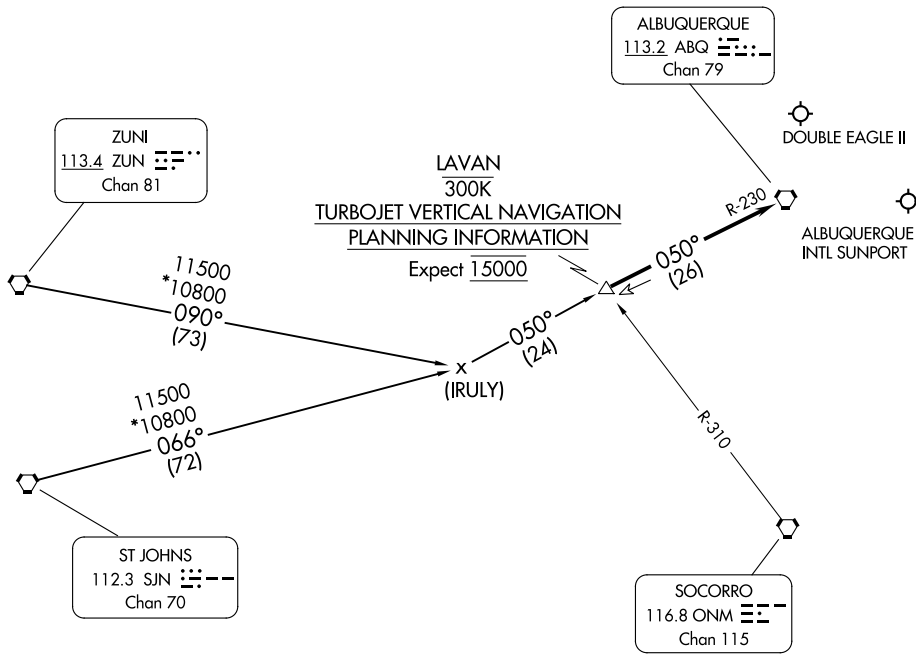 ALBUQUERQUE
113.2 ABQ
Chan 79
DOUBLE EAGLE II
ZUNI
113.4 ZUN
Chan 81
LAVAN
300K
TURBOJET VERTICAL NAVIGATION
PLANNING INFORMATION
Expect 15000
R-230
ALBUQUERQUE
INTL SUNPORT
050°
(26)
11500
*10800
090°
(73)
050°
(24)
x
(IRULY)
11500
*10800
066°
(72)
R-310
ST JOHNS
112.3 SJN
Chan 70
SOCORRO
116.8 ONM
Chan 115